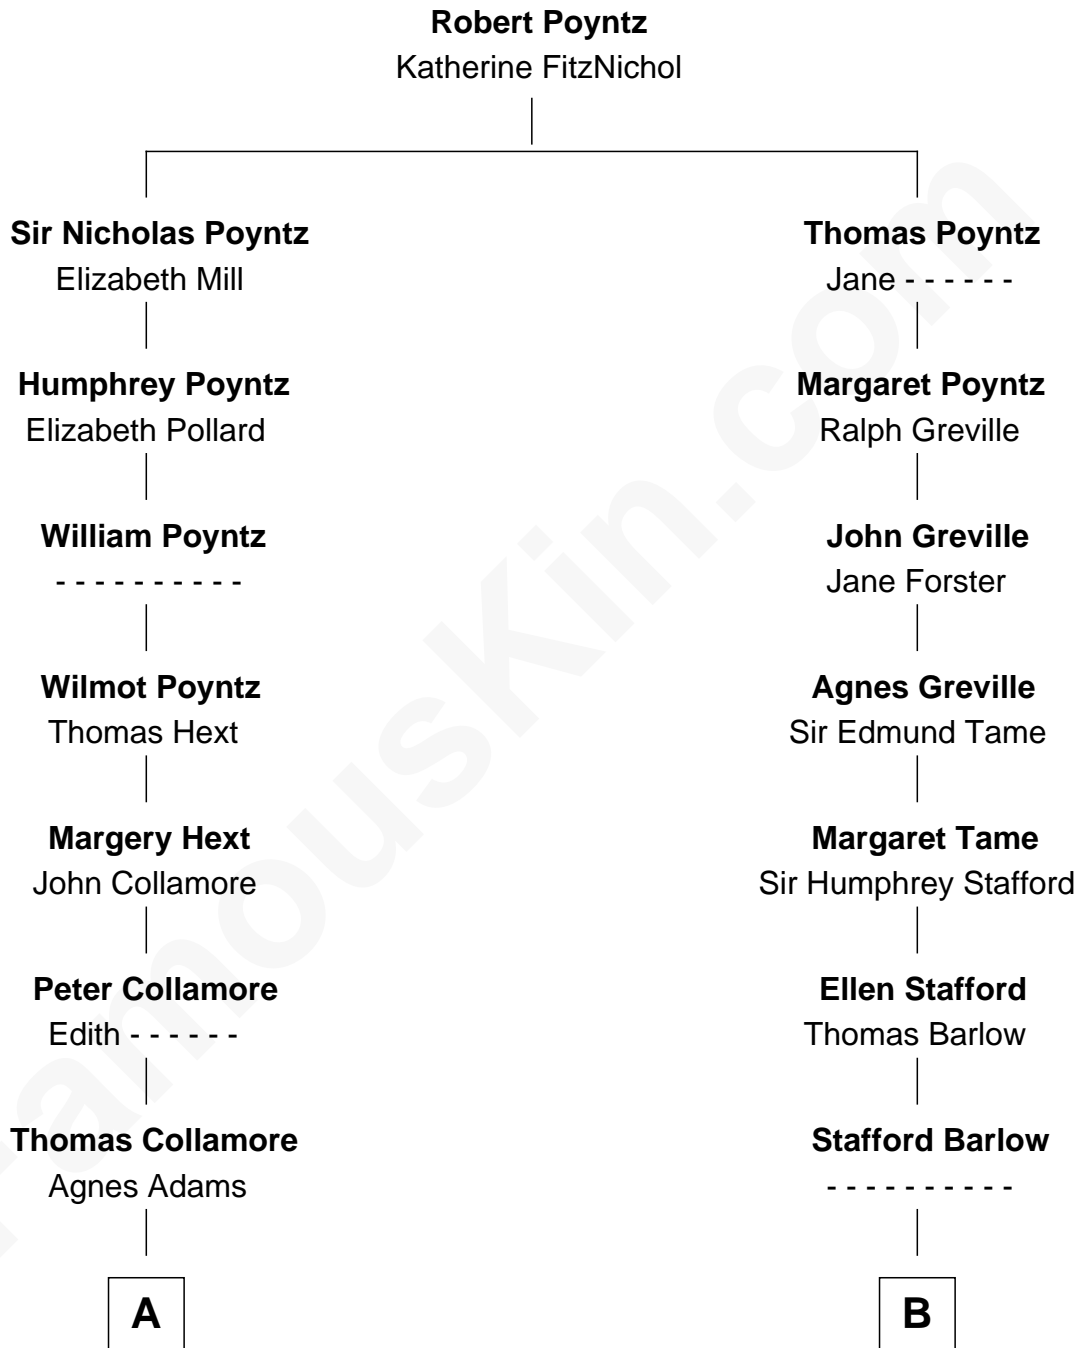 Robert Poyntz
Katherine FitzNichol
Sir Nicholas Poyntz
Elizabeth Mill
Humphrey Poyntz
Elizabeth Pollard
William Poyntz
- - - - - - - - - -
Wilmot Poyntz
Thomas Hext
Margery Hext
John Collamore
Peter Collamore
Edith - - - - - -
Thomas Collamore
Agnes Adams
A
Thomas Poyntz
Jane - - - - - -
Margaret Poyntz
Ralph Greville
John Greville
Jane Forster
Agnes Greville
Sir Edmund Tame
Margaret Tame
Sir Humphrey Stafford
Ellen Stafford
Thomas Barlow
Stafford Barlow
- - - - - - - - - -
B
FamousKin.com